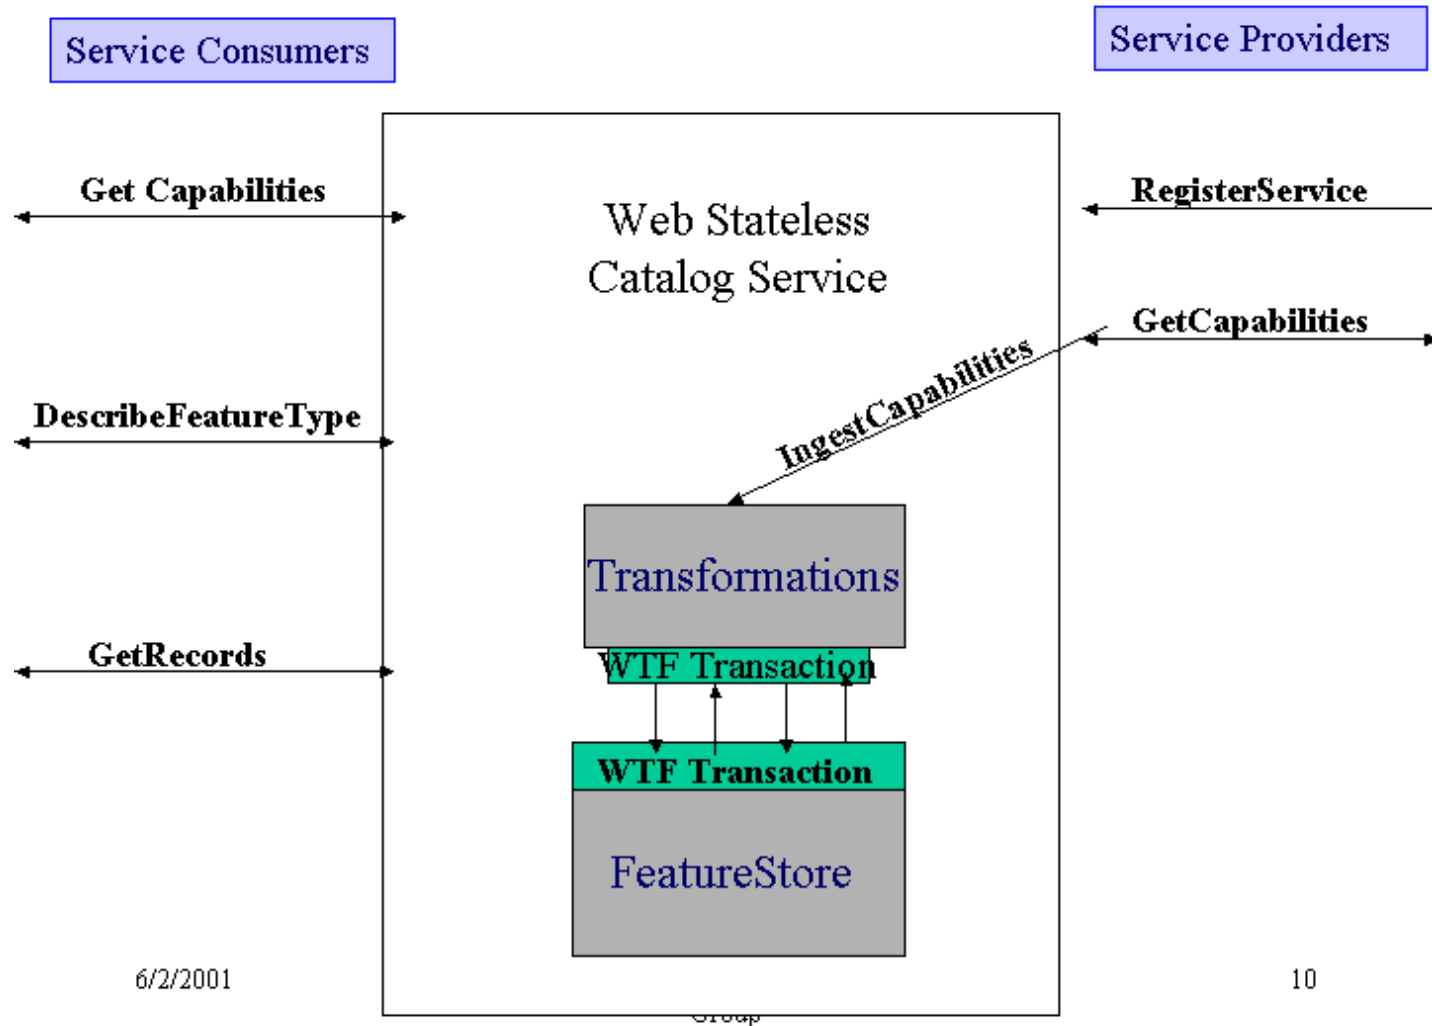 Service Consumers
Service Providers
Get Capabilities
RegisterService
Web Stateless
Catalog Service
GetCapabilities
IngestCapabilities
DescribeFeatureType
Transformations
GetRecords
WTF Transaction
WTF Transaction
FeatureStore
6/2/2001
10
Group